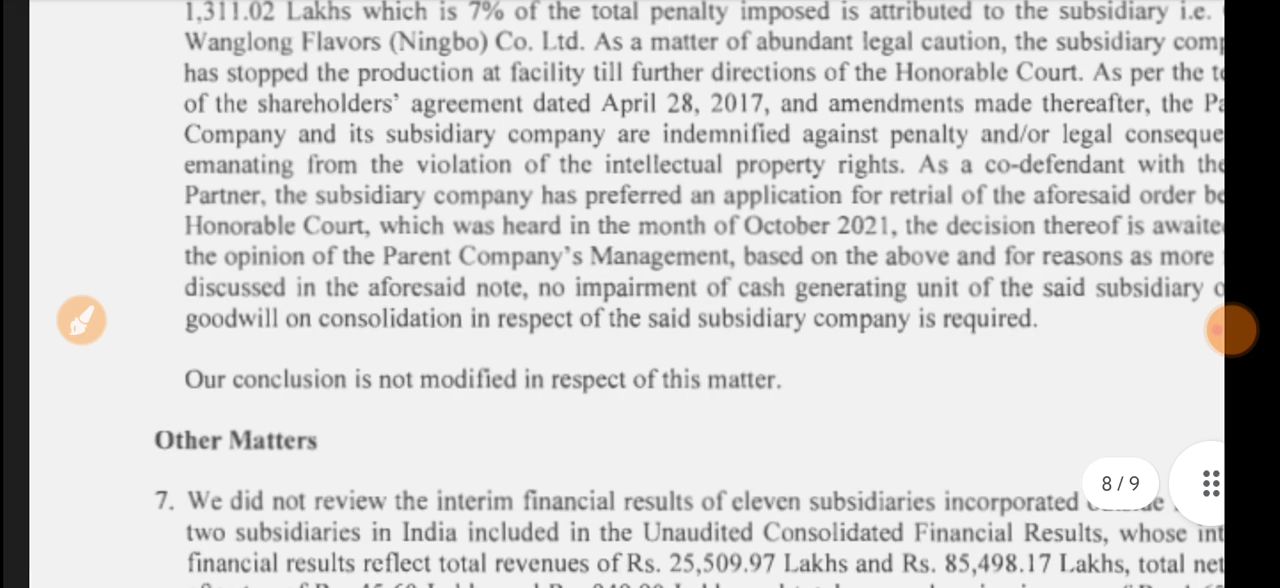 1,311.02 Lakhs which is 7% of the total penalty imposed is attributed to the subsidiary i.e.
Wanglong Flavors (Ningbo) Co. Ltd. As a matter of abundant legal caution, the subsidiary
has stopped the production at facility till further directions of the Honorable Court. As per the
of the shareholders’ agreement dated April 28, 2017, and amendments made thereafter, the
Company and its subsidiary company are indemnified against penalty and/or legal
emanating from the violation of the intellectual property rights. As a co-defendant with
Partner, the subsidiary company has preferred an application for retrial of the aforesaid order
Honorable Court, which was heard in the month of October 2021, the decision thereof is
the opinion of the Parent Company’s Management, based on the above and for reasons as more
discussed in the aforesaid note, no impairment of cash generating unit of the said subsidiary
goodwill on consolidation in respect of the said subsidiary company is required.
Our conclusion is not modified in respect of this matter.
Other Matters
8/9
7. We did not review the interim financial results of eleven subsidiaries incorporated
two subsidiaries in India included in the Unaudited Consolidated Financial Results, whose
financial results reflect total revenues of Rs. 25,509.97 Lakhs and Rs. 85,498.17 Lakhs, total net